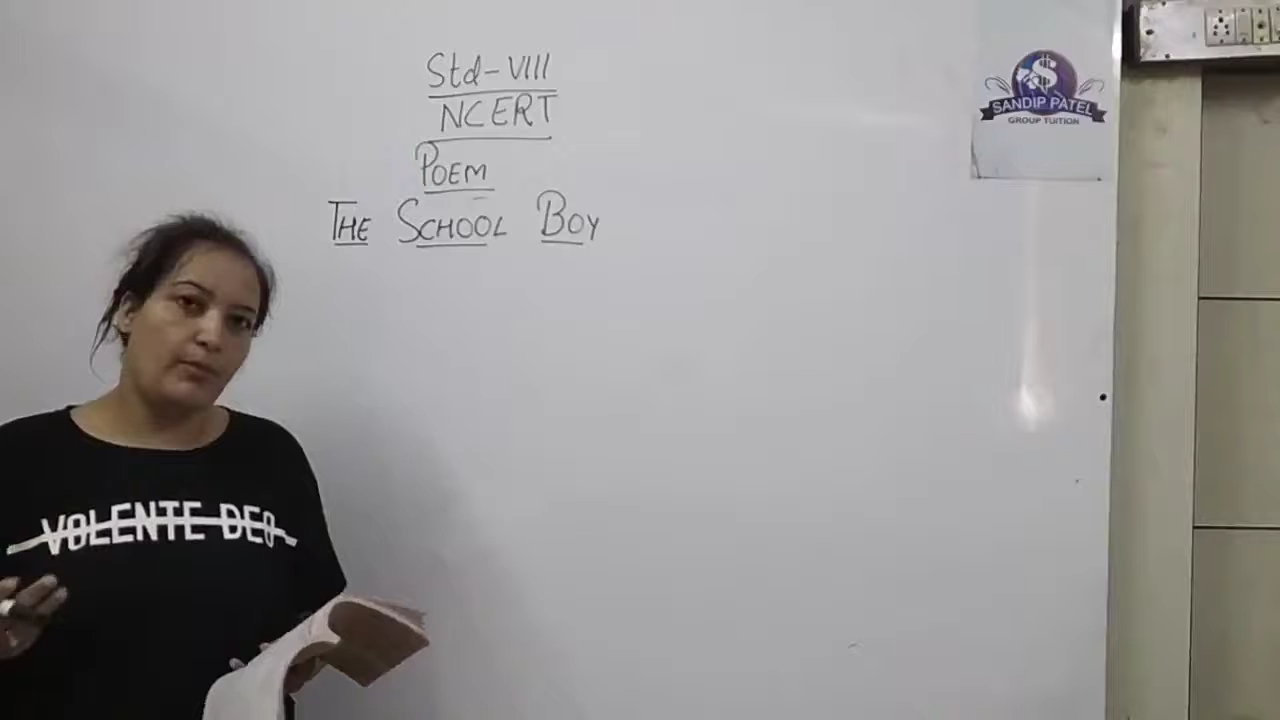 Std-VIII
NCERT
POEM
THE SCHOOL BOY
SANDIP PATEL
GROUP TUITION
VOLENTE DEO